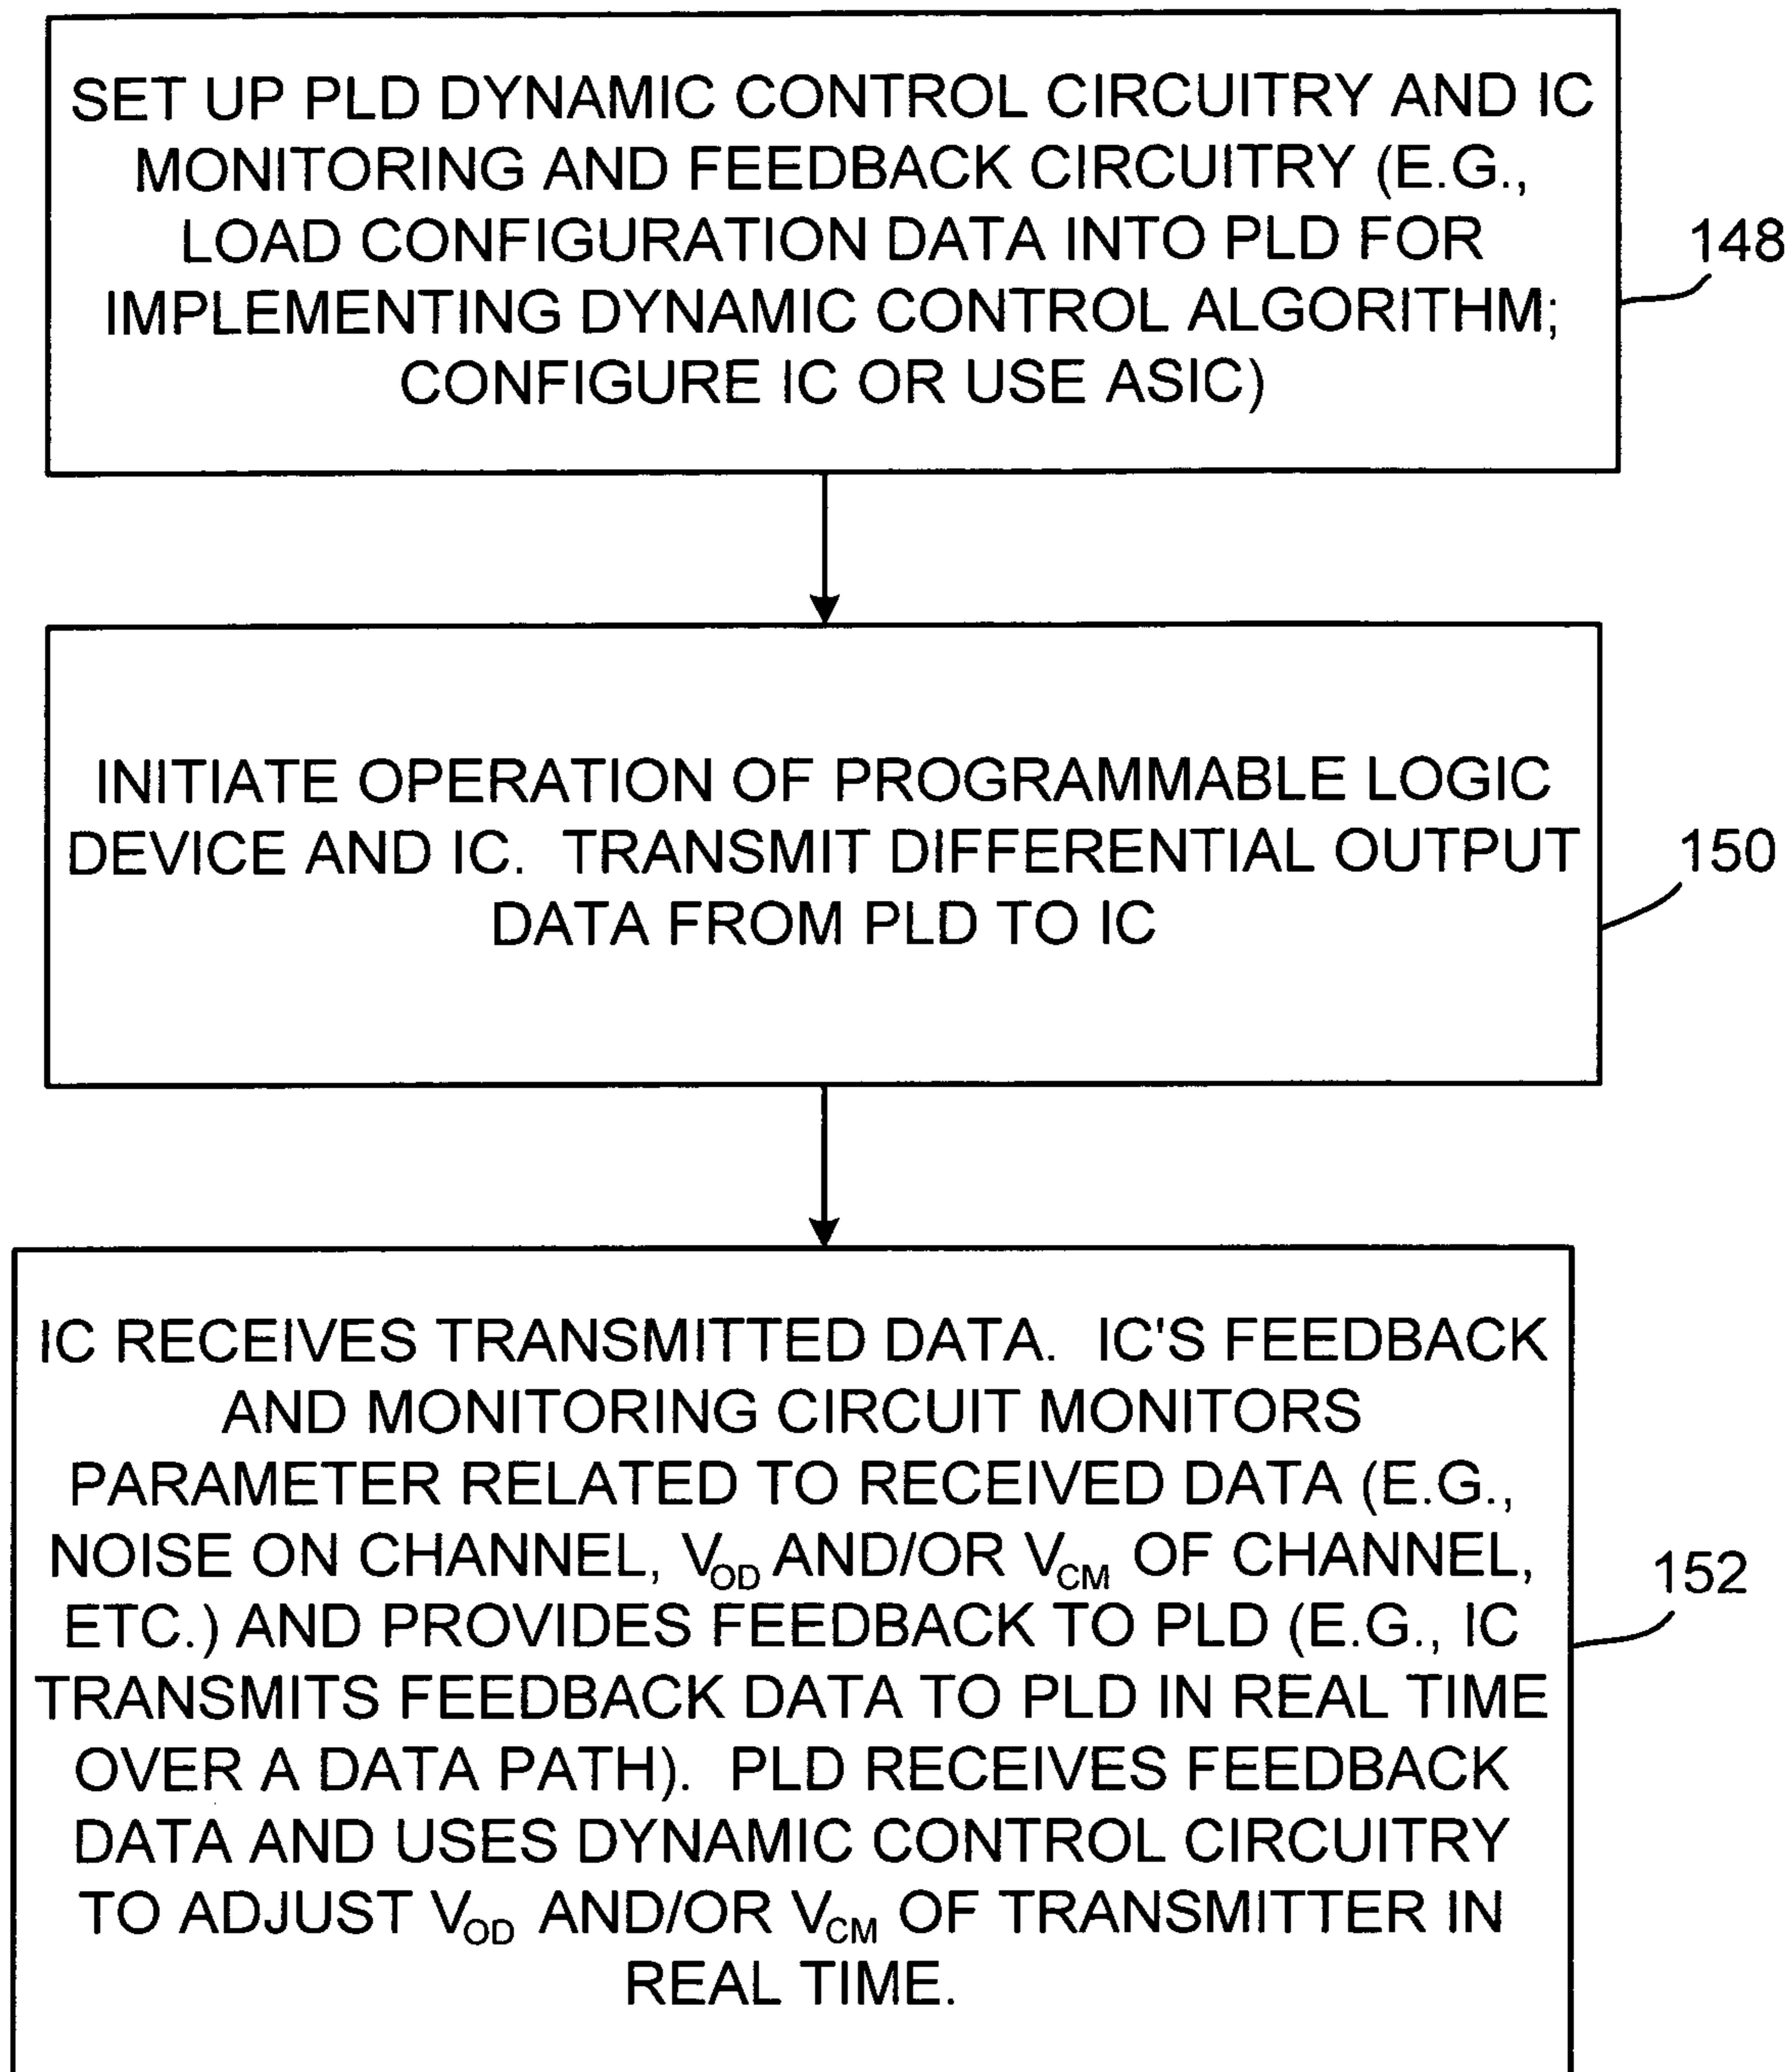 SET UP PLD DYNAMIC CONTROL CIRCUITRY AND IC
MONITORING AND FEEDBACK CIRCUITRY (E.G.,
LOAD CONFIGURATION DATA INTO PLD FOR
IMPLEMENTING DYNAMIC CONTROL ALGORITHM;
CONFIGURE IC OR USE ASIC)
148
INITIATE OPERATION OF PROGRAMMABLE LOGIC
DEVICE AND IC. TRANSMIT DIFFERENTIAL OUTPUT
DATA FROM PLD TO IC
150
IC RECEIVES TRANSMITTED DATA. IC'S FEEDBACK
AND MONITORING CIRCUIT MONITORS
PARAMETER RELATED TO RECEIVED DATA (E.G.,
NOISE ON CHANNEL, VOD AND/OR VCM OF CHANNEL,
ETC.) AND PROVIDES FEEDBACK TO PLD (E.G., IC
TRANSMITS FEEDBACK DATA TO PLD IN REAL TIME
OVER A DATA PATH). PLD RECEIVES FEEDBACK
DATA AND USES DYNAMIC CONTROL CIRCUITRY
TO ADJUST VOD AND/OR VCM OF TRANSMITTER IN
REAL TIME.
152